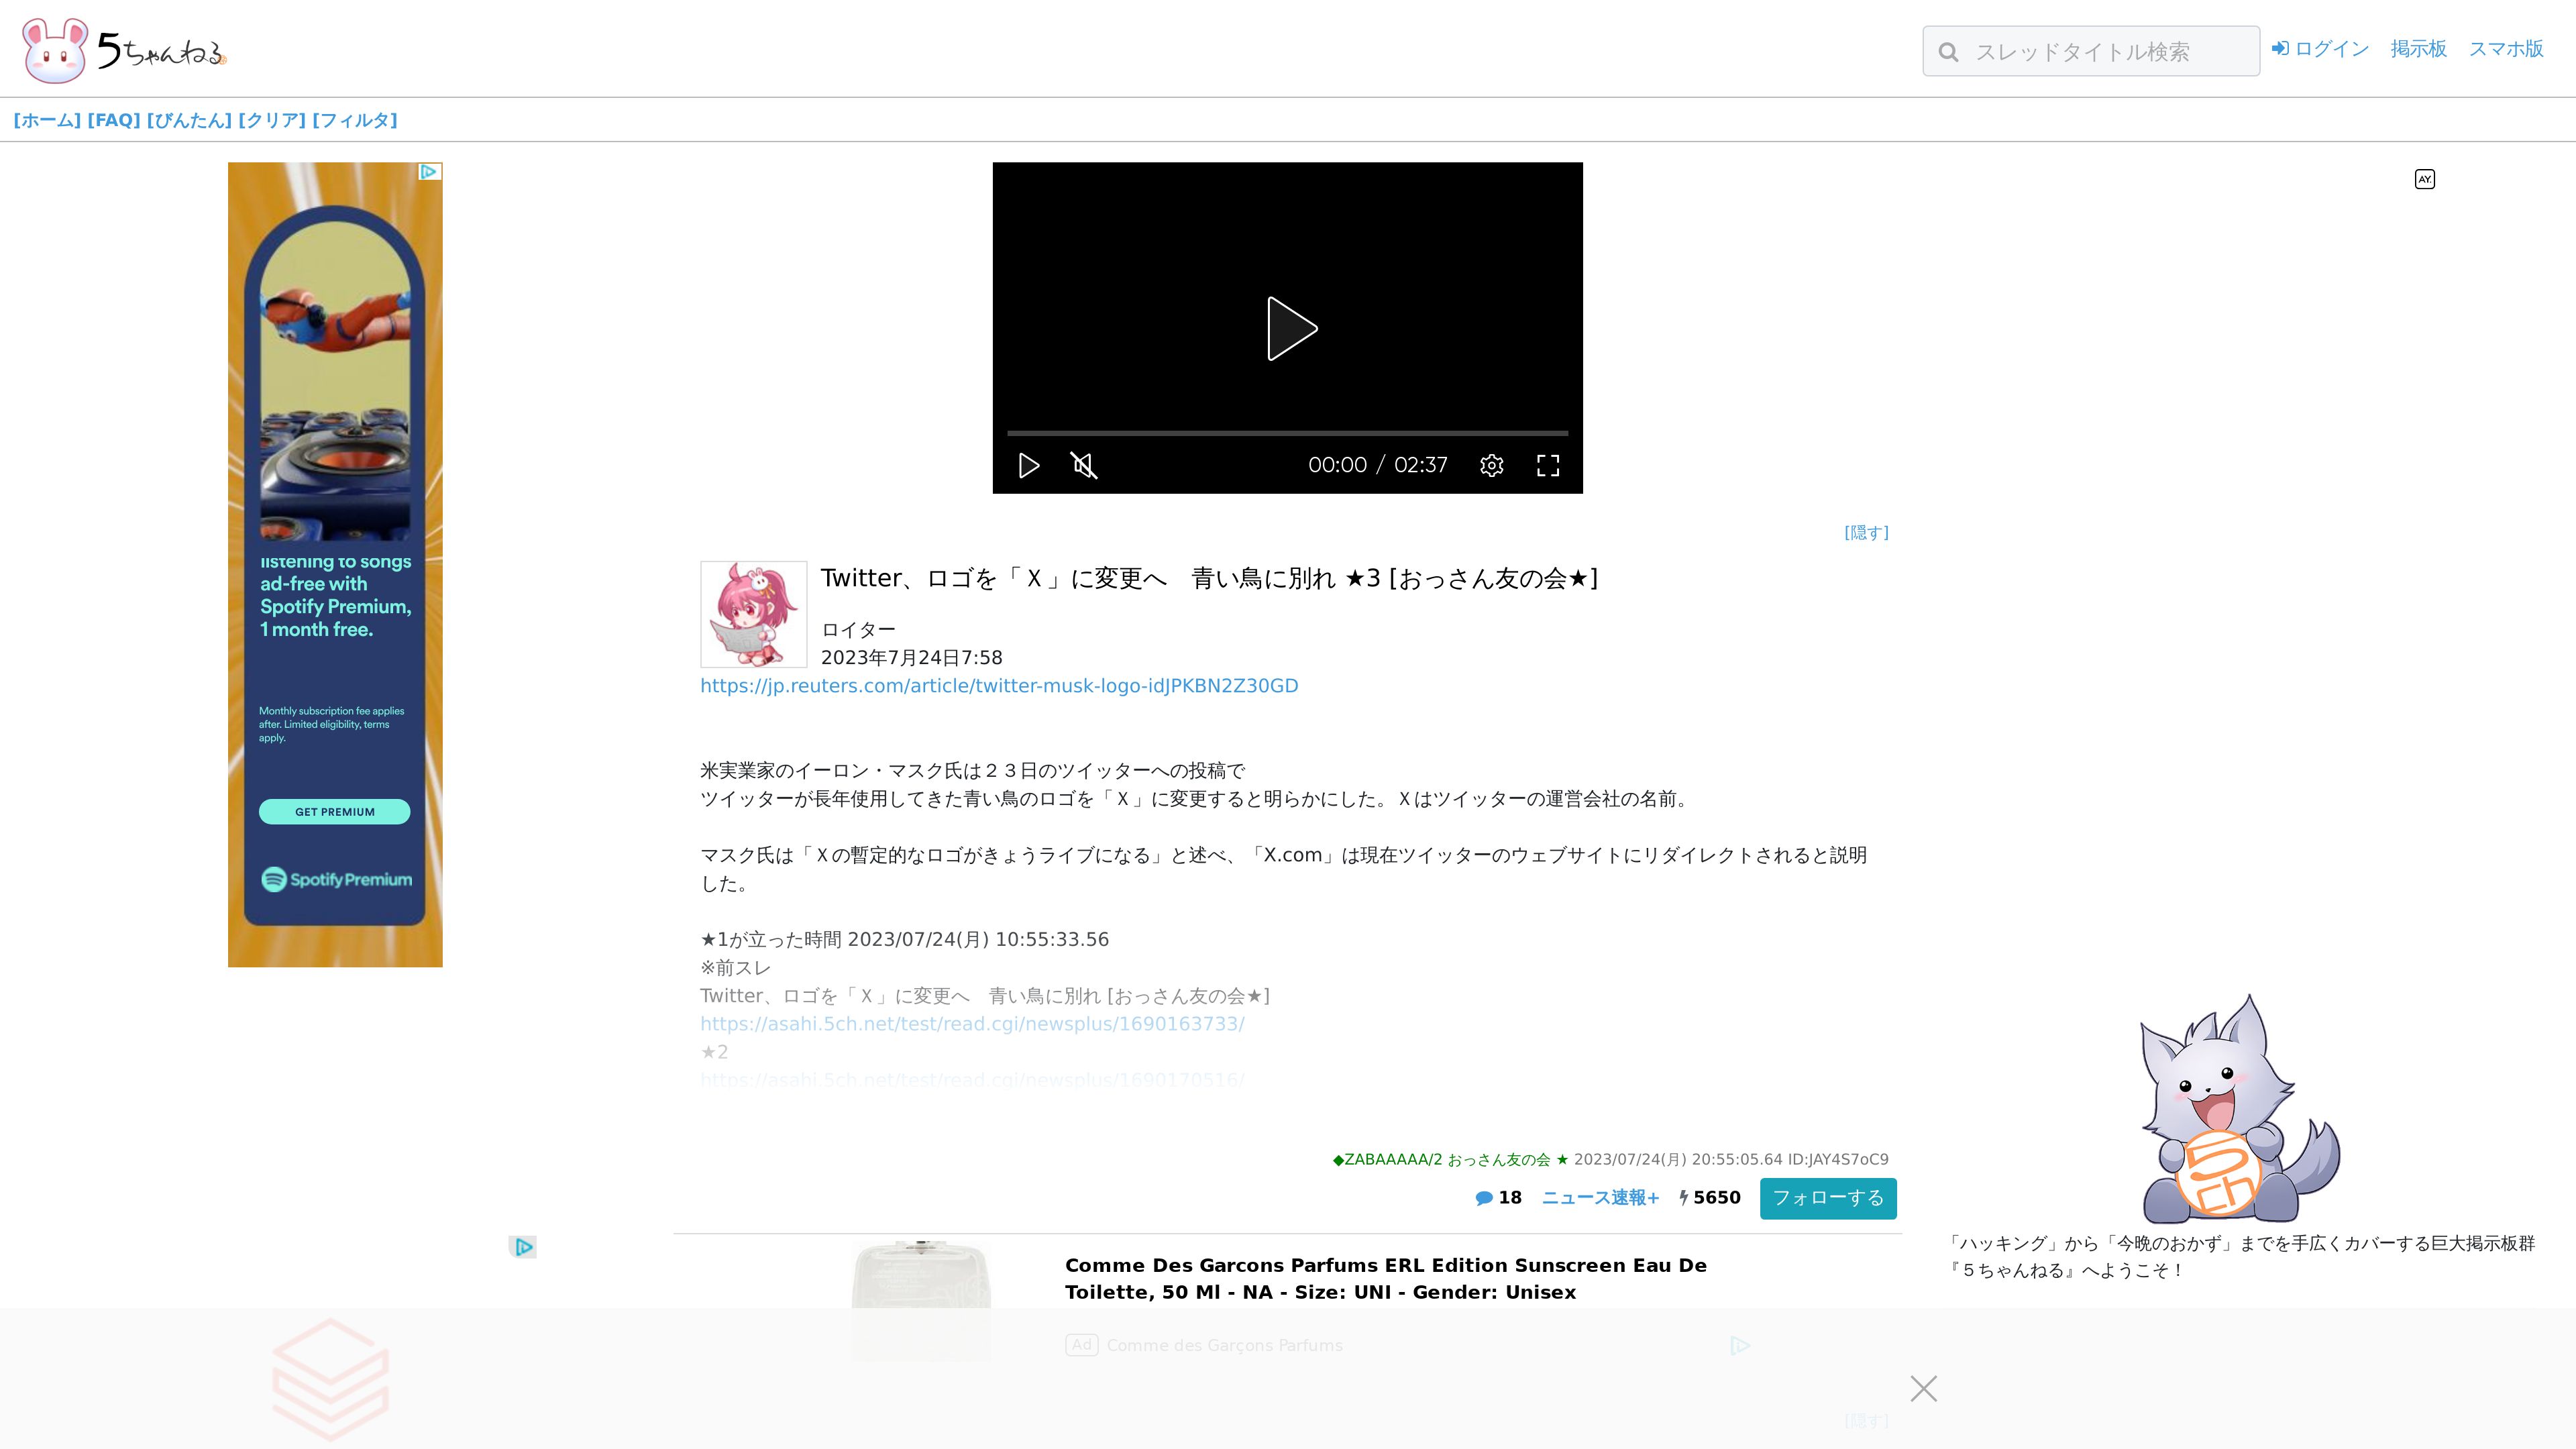 5ちゃんねる
スレッドタイトル検索
ログイン 掲示板 スマホ版
[ホーム] [FAQ] [びんたん] [クリア] [フィルタ]
AY.
00:00 / 02:37
listening to songs
ad-free with
Spotify Premium,
1 month free.
Monthly subscription fee applies
after. Limited eligibility, terms
apply.
GET PREMIUM
Spotify Premium
[隠す]
Twitter、ロゴを「Ｘ」に変更へ　青い鳥に別れ ★3 [おっさん友の会★]
ロイター
2023年7月24日7:58
https://jp.reuters.com/article/twitter-musk-logo-idJPKBN2Z30GD
米実業家のイーロン・マスク氏は２３日のツイッターへの投稿で
ツイッターが長年使用してきた青い鳥のロゴを「Ｘ」に変更すると明らかにした。Ｘはツイッターの運営会社の名前。
マスク氏は「Ｘの暫定的なロゴがきょうライブになる」と述べ、「X.com」は現在ツイッターのウェブサイトにリダイレクトされると説明
した。
★1が立った時間 2023/07/24(月) 10:55:33.56
※前スレ
Twitter、ロゴを「Ｘ」に変更へ　青い鳥に別れ [おっさん友の会★]
https://asahi.5ch.net/test/read.cgi/newsplus/1690163733/
★2
https://asahi.5ch.net/test/read.cgi/newsplus/1690170516/
◆ZABAAAAA/2 おっさん友の会 ★ 2023/07/24(月) 20:55:05.64 ID:JAY4S7oC9
18 ニュース速報+ 5650 フォローする
5ch
「ハッキング」から「今晩のおかず」までを手広くカバーする巨大掲示板群
『５ちゃんねる』へようこそ！
Comme Des Garcons Parfums ERL Edition Sunscreen Eau De
Toilette, 50 Ml - NA - Size: UNI - Gender: Unisex
Ad Comme des Garçons Parfums
[隠す]